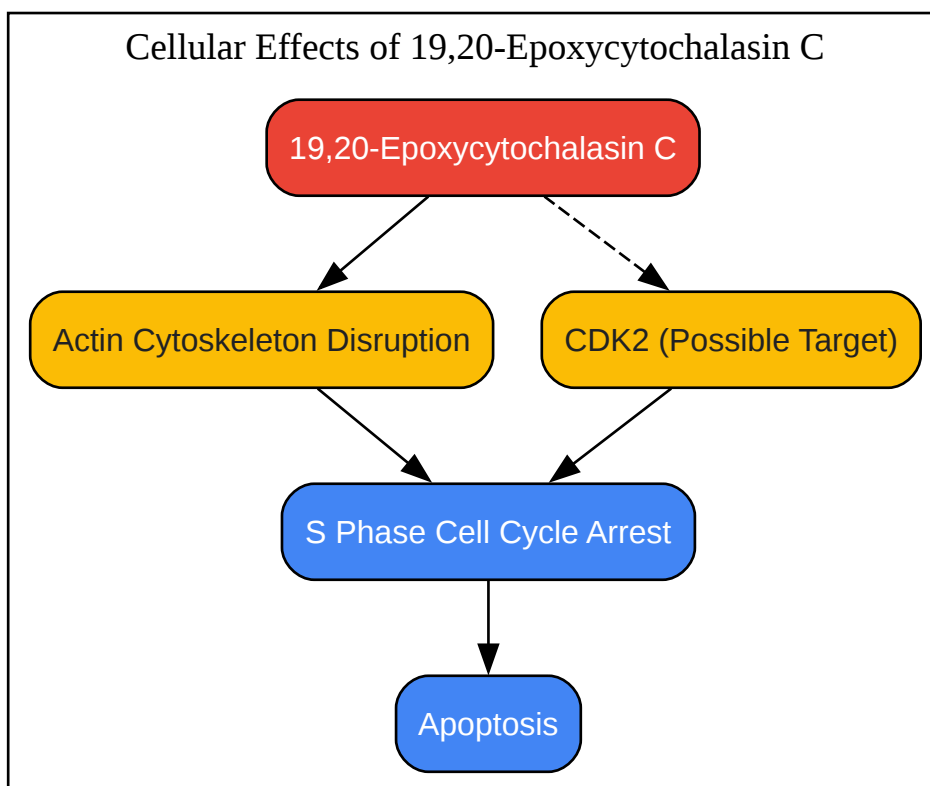 Cellular Effects of 19,20-Epoxycytochalasin C
19,20-Epoxycytochalasin C
Actin Cytoskeleton Disruption
CDK2 (Possible Target)
S Phase Cell Cycle Arrest
Apoptosis